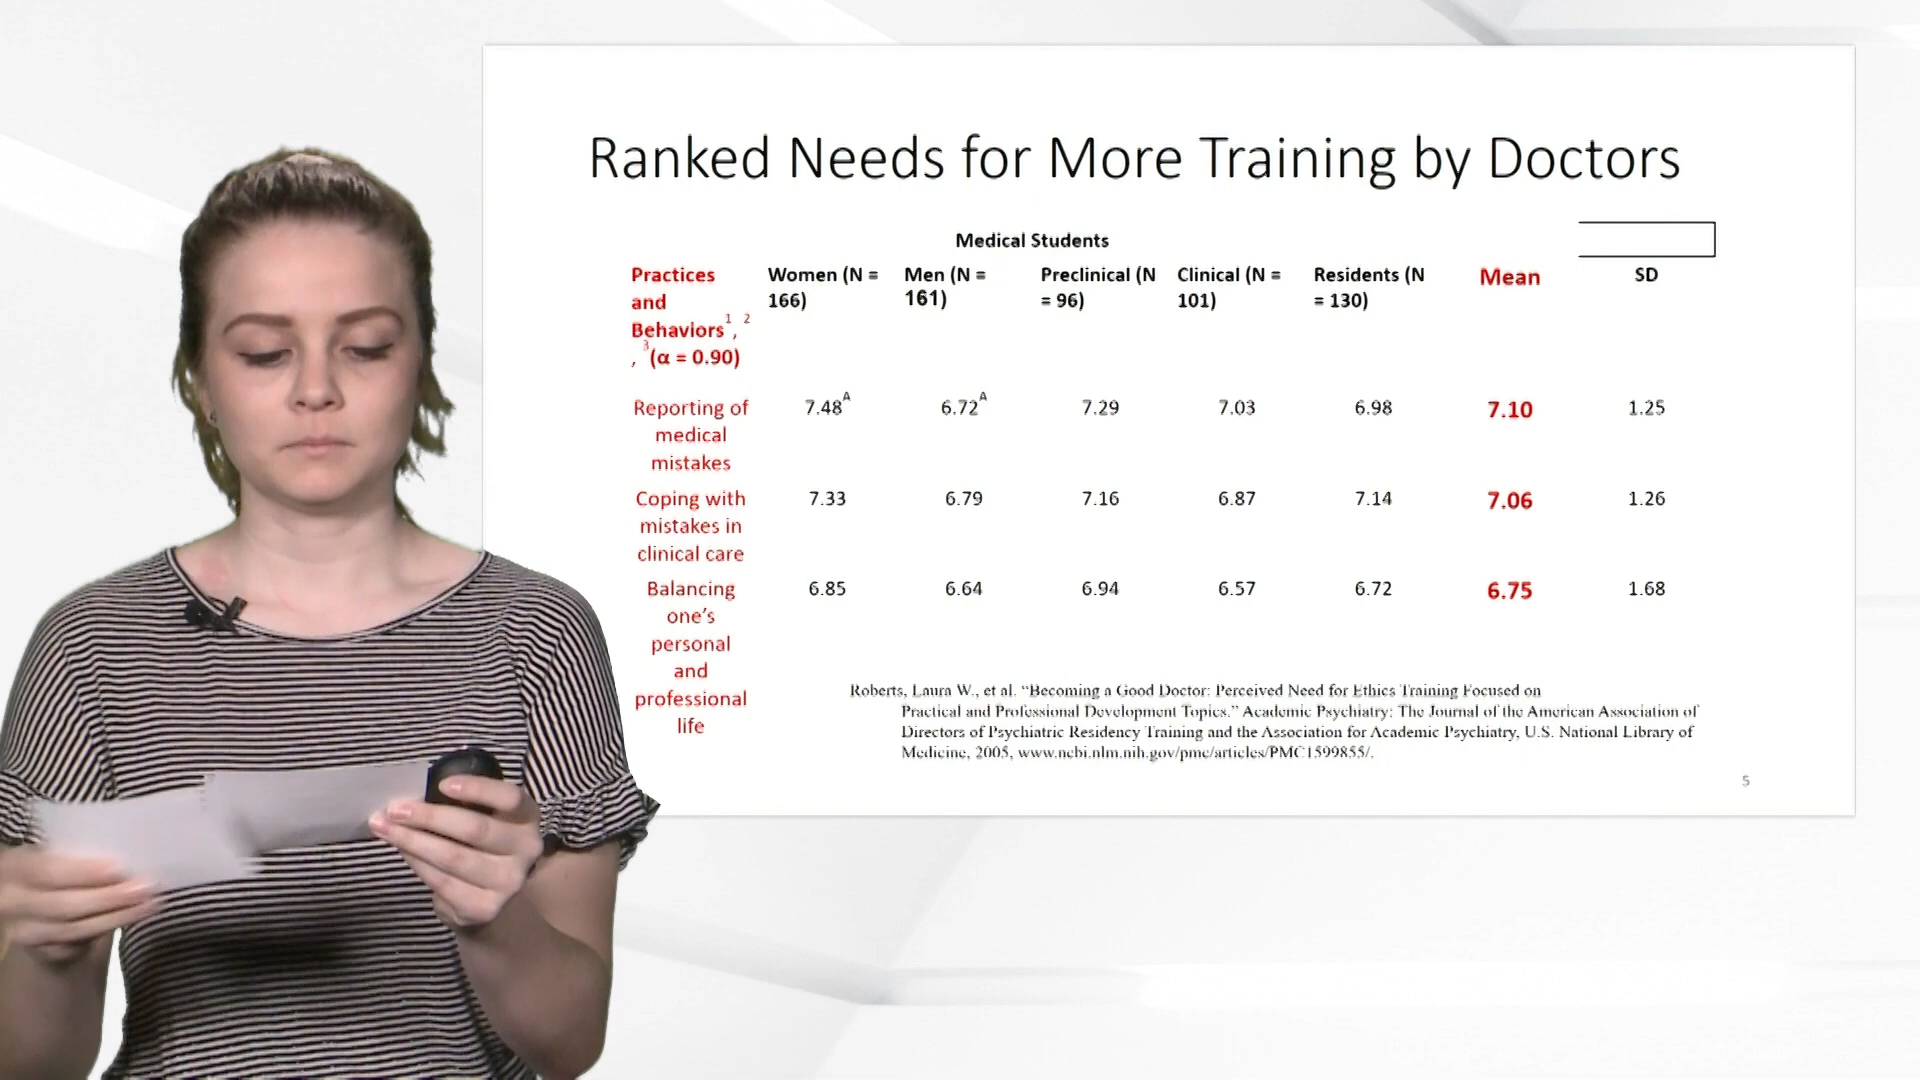 Ranked Needs for More Training by Doctors
Medical Students
Practices and Behaviors1, 2, 3(α = 0.90)
Women (N = 166)
Men (N = 161)
Preclinical (N = 96)
Clinical (N = 101)
Residents (N = 130)
Mean
SD
Reporting of medical mistakes 7.48A 6.72A 7.29 7.03 6.98 7.10 1.25
Coping with mistakes in clinical care 7.33 6.79 7.16 6.87 7.14 7.06 1.26
Balancing one's personal and professional life 6.85 6.64 6.94 6.57 6.72 6.75 1.68
Roberts, Laura W., et al. “Becoming a Good Doctor: Perceived Need for Ethics Training Focused on
Practical and Professional Development Topics.” Academic Psychiatry: The Journal of the American Association of
Directors of Psychiatric Residency Training and the Association for Academic Psychiatry, U.S. National Library of
Medicine, 2005, www.ncbi.nlm.nih.gov/pmc/articles/PMC1599855/.
5